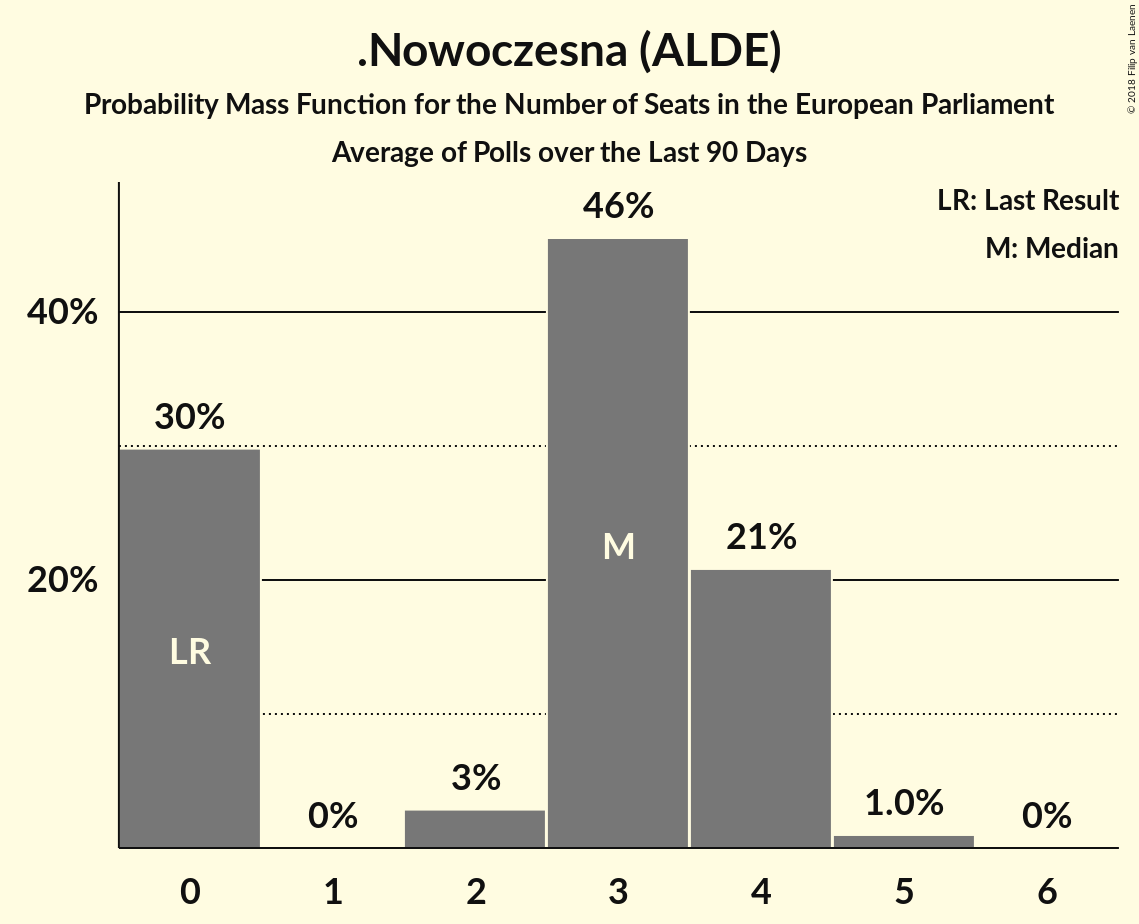 .Nowoczesna (ALDE)
Probability Mass Function for the Number of Seats in the European Parliament
Average of Polls over the Last 90 Days
© 2018 Filip van Laenen
LR: Last Result
M: Median
46%
40%
30%
M
21%
20%
LR
3%
1.0%
0%
0%
0 1 2 3 4 5 6